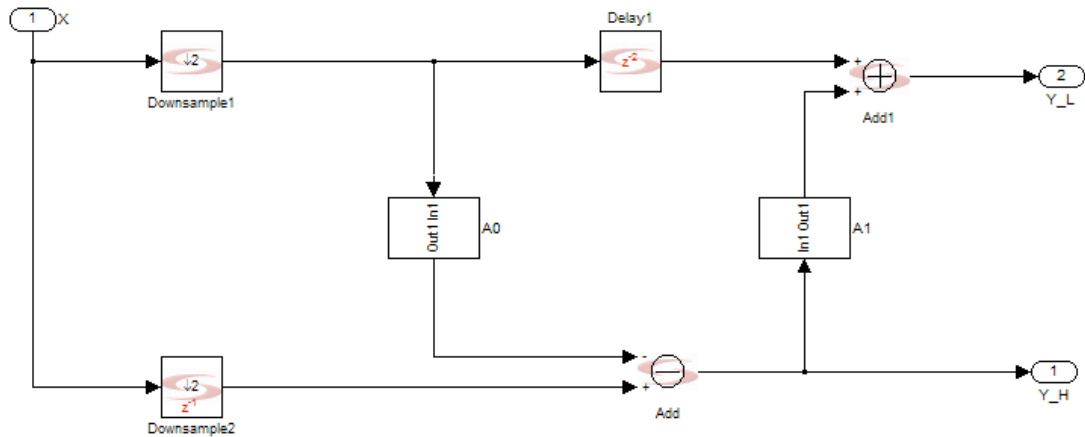 1 X
Delay1
↓2
z⁻²
+
+
2
Downsample1
Add1
Y_L
Out1 In1
A0
In1 Out1
A1
-
+
↓2
z⁻¹
1
Downsample2
Add
Y_H